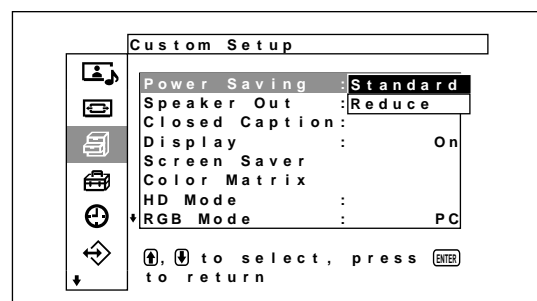 Custom Setup
Power Saving : Standard
Speaker Out : Reduce
Closed Caption:
Display : On
Screen Saver
Color Matrix
HD Mode :
RGB Mode : PC
, to select, press ENTER
to return